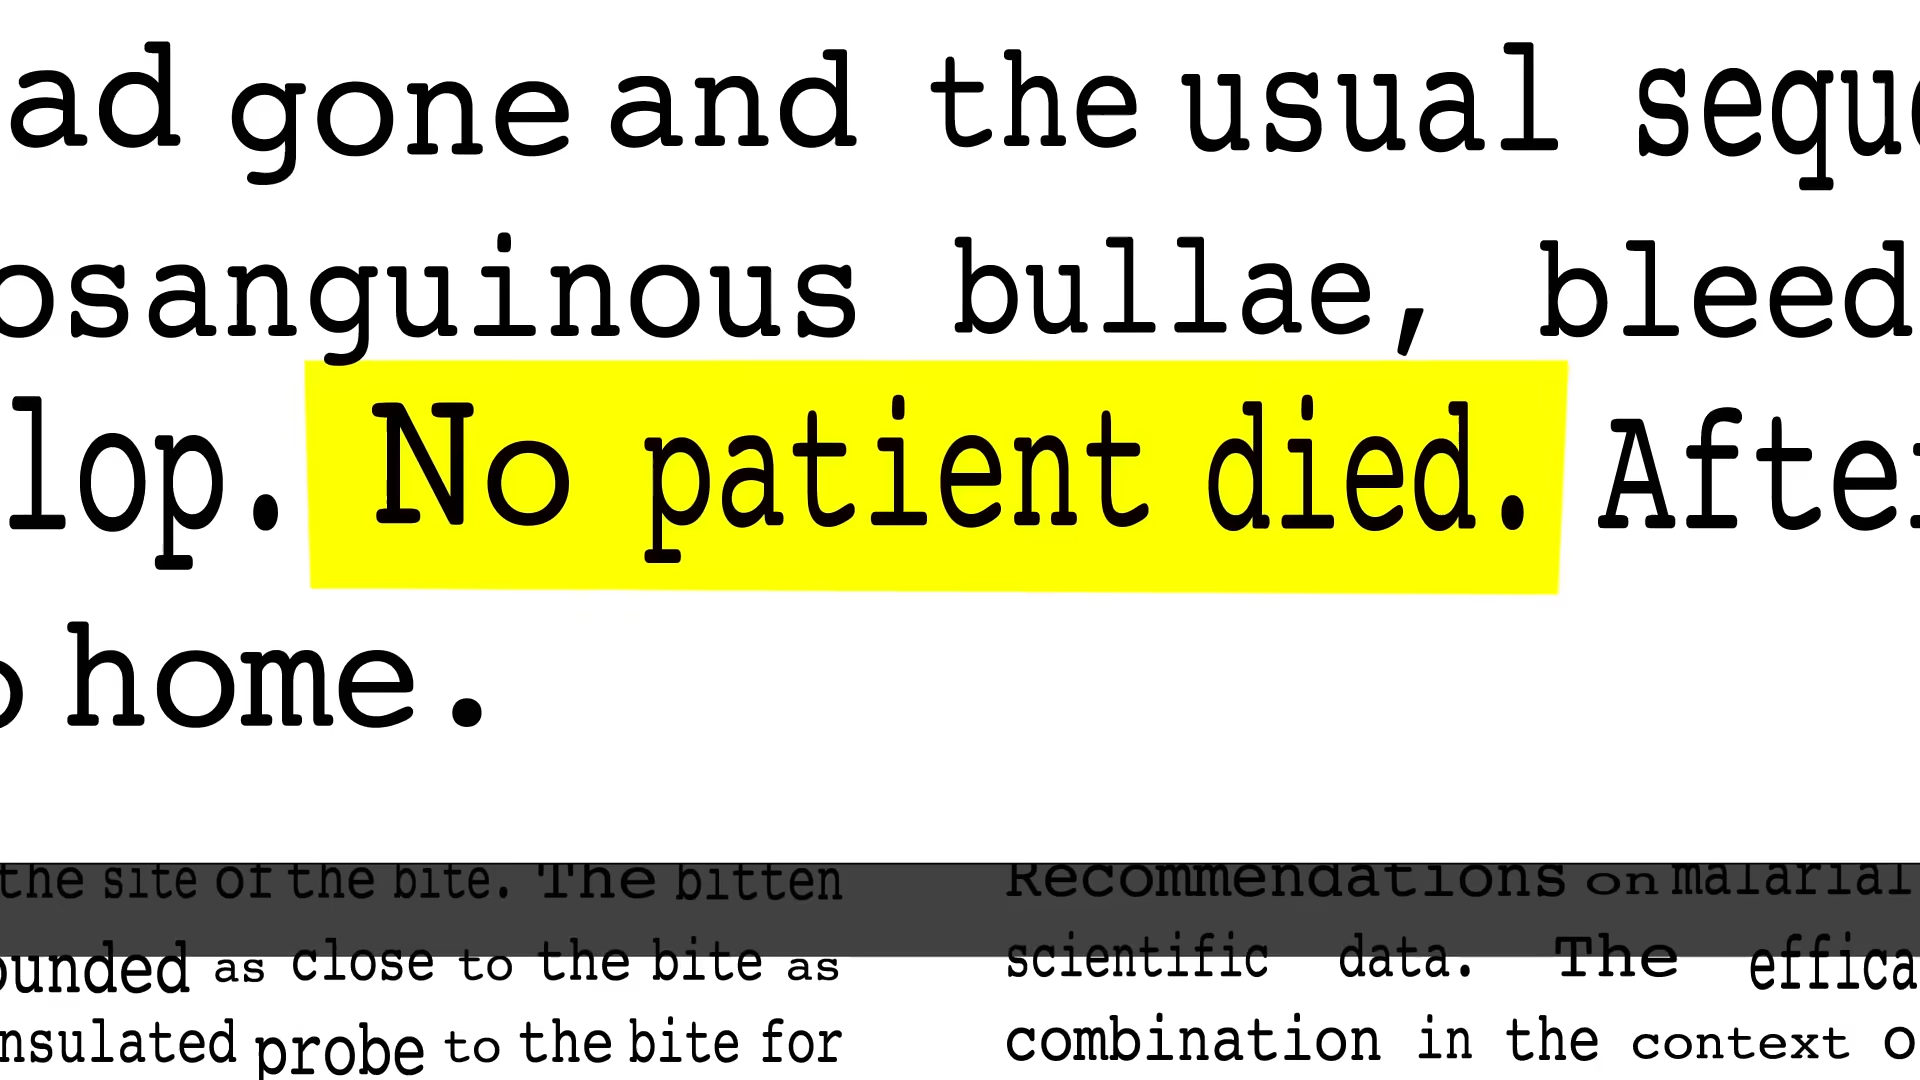 ad gone and the usual seque
osanguinous bullae, bleed
lop. No patient died. After
o home.
the site of the bite. The bitten
ounded as close to the bite as
nsulated probe to the bite for
Recommendations on malarial
scientific data. The effica
combination in the context o